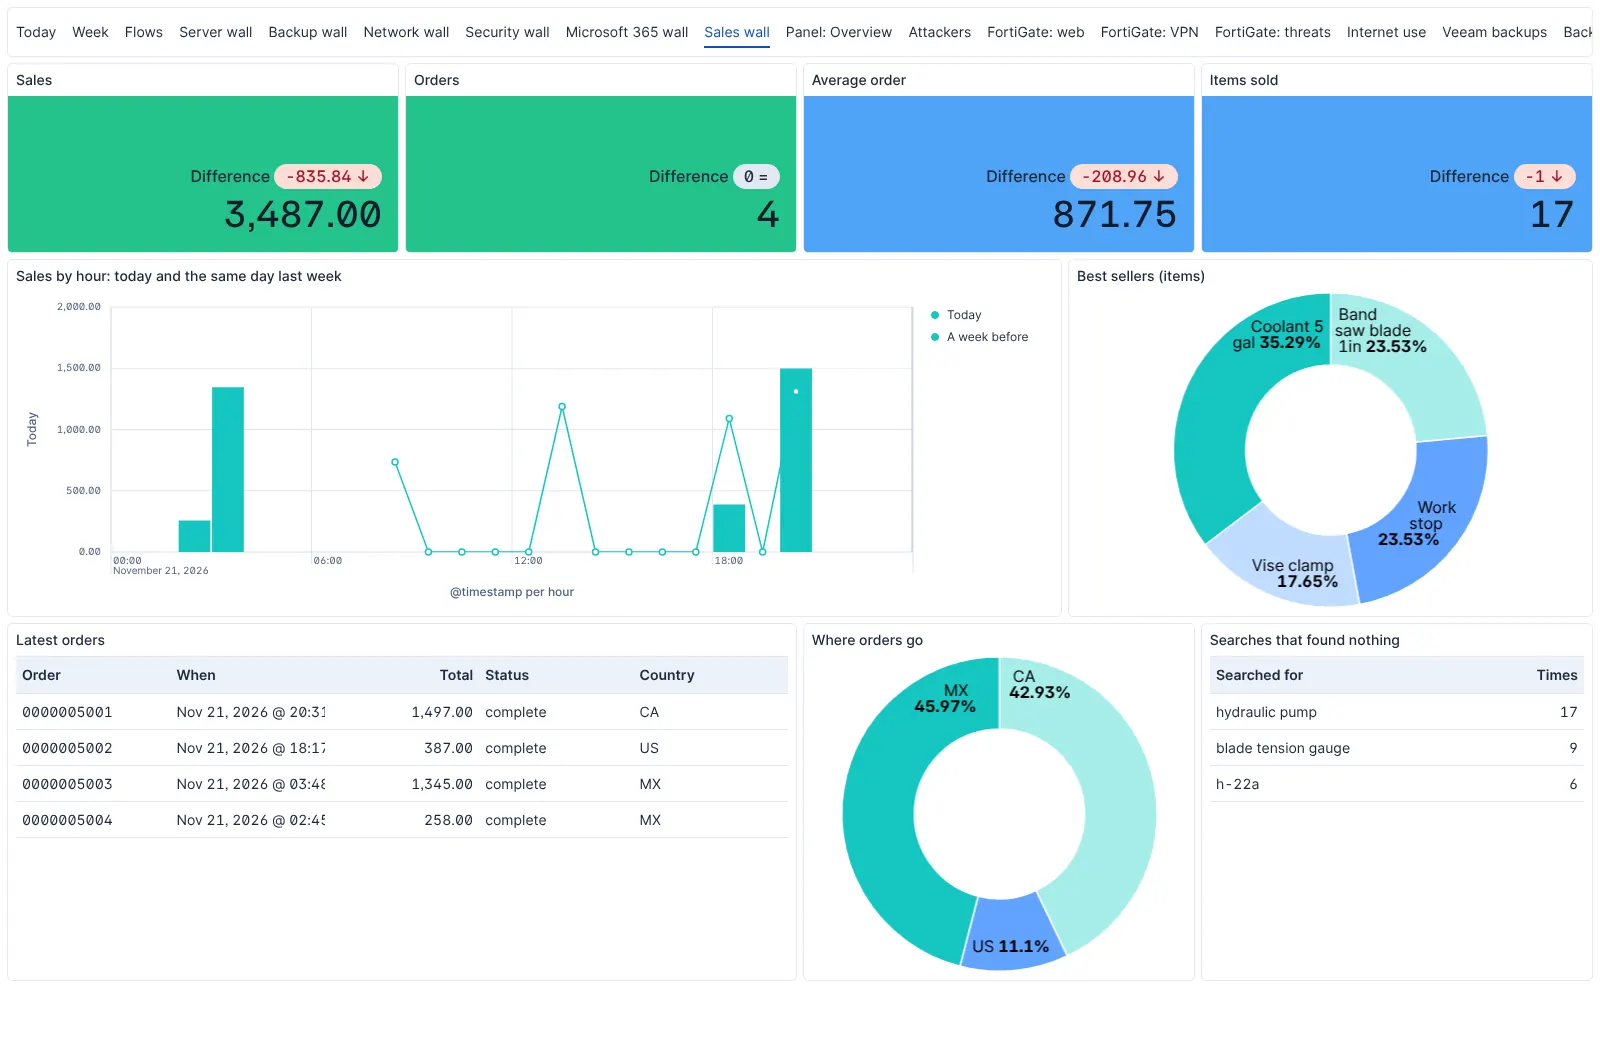 Today Week Flows Server wall Backup wall Network wall Security wall Microsoft 365 wall Sales wall Panel: Overview Attackers FortiGate: web FortiGate: VPN FortiGate: threats Internet use Veeam backups Back
Sales
Difference -835.84 ↓
3,487.00
Orders
Difference 0 =
4
Average order
Difference -208.96 ↓
871.75
Items sold
Difference -1 ↓
17
Sales by hour: today and the same day last week
2,000.00
1,500.00
1,000.00
500.00
0.00
Today
00:00 06:00 12:00 18:00
November 21, 2026
@timestamp per hour
Today
A week before
Best sellers (items)
Coolant 5
gal 35.29%
Band
saw blade
1in 23.53%
Work
stop
23.53%
Vise clamp
17.65%
Latest orders
Order When Total Status Country
0000005001 Nov 21, 2026 @ 20:31 1,497.00 complete CA
0000005002 Nov 21, 2026 @ 18:17 387.00 complete US
0000005003 Nov 21, 2026 @ 03:48 1,345.00 complete MX
0000005004 Nov 21, 2026 @ 02:45 258.00 complete MX
Where orders go
MX
45.97%
CA
42.93%
US 11.1%
Searches that found nothing
Searched for Times
hydraulic pump 17
blade tension gauge 9
h-22a 6